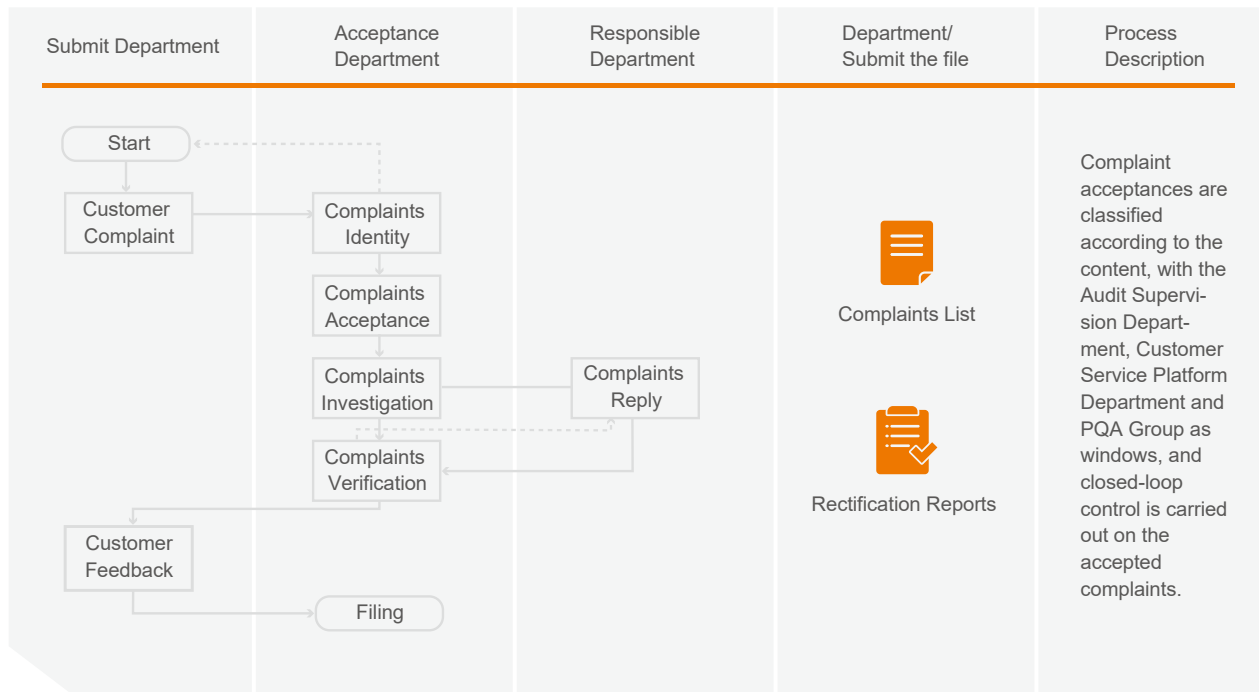 Submit Department
Acceptance
Department
Responsible
Department
Department/
Submit the file
Process
Description
Start
Customer
Complaint
Complaints
Identity
Complaints
Acceptance
Complaints
Investigation
Complaints
Reply
Complaints
Verification
Customer
Feedback
Filing
Complaints List
Rectification Reports
Complaint
acceptances are
classified
according to the
content, with the
Audit Supervi-
sion Depart-
ment, Customer
Service Platform
Department and
PQA Group as
windows, and
closed-loop
control is carried
out on the
accepted
complaints.